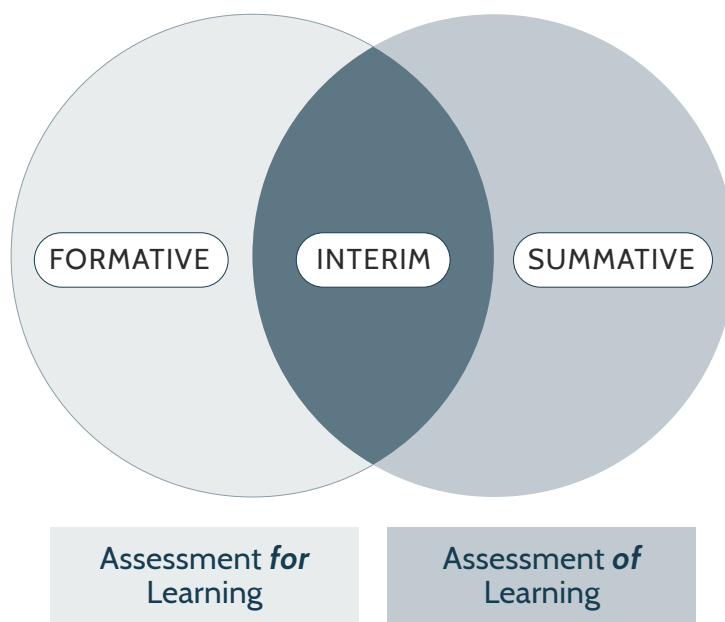 FORMATIVE
INTERIM
SUMMATIVE
Assessment for
Learning
Assessment of
Learning